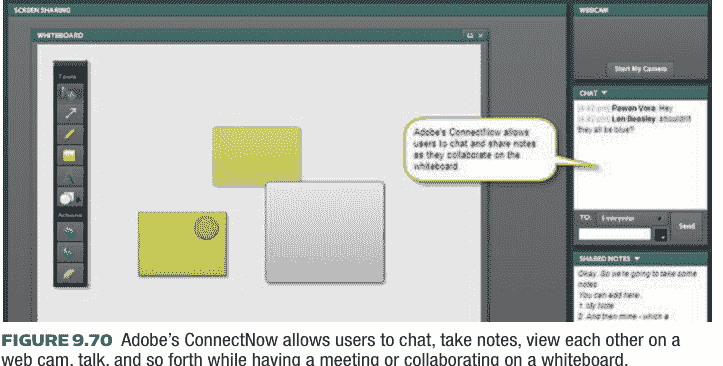 SCREEN SHARING
WEBCAM
WHITEBOARD
Start My Camera
Tools
CHAT
Pawan Vora: Hey
Len Beasley: shouldn't
they all be blue?
Adobe's ConnectNow allows
users to chat and share notes
as they collaborate on the
whiteboard
TO: Everyone
Send
Actions
SHARED NOTES
Okay. So we're going to take some
notes
You can add here.
1. My Note
2. And then mine - which a
FIGURE 9.70 Adobe's ConnectNow allows users to chat, take notes, view each other on a
web cam, talk, and so forth while having a meeting or collaborating on a whiteboard.